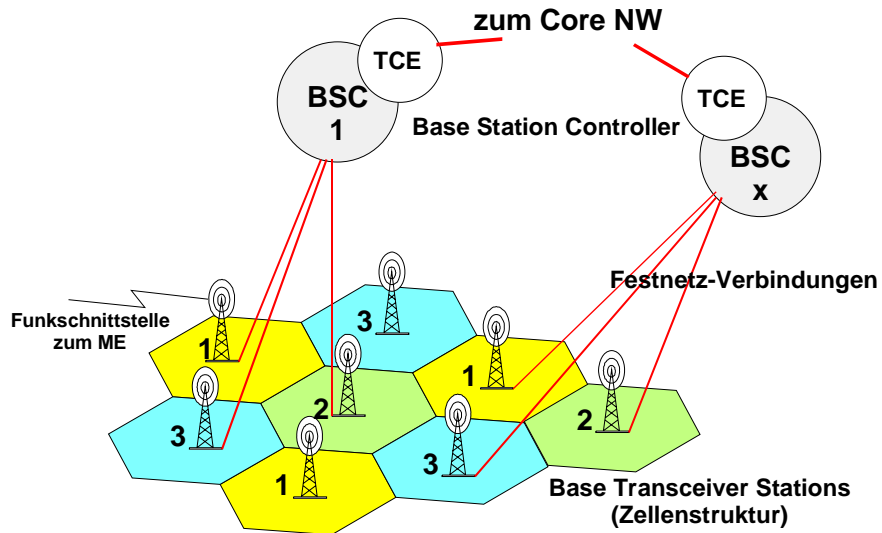 zum Core NW
TCE
BSC
1
TCE
BSC
x
Base Station Controller
Festnetz-Verbindungen
Funkschnittstelle
zum ME
1
3
1
2
2
3
3
1
Base Transceiver Stations
(Zellenstruktur)